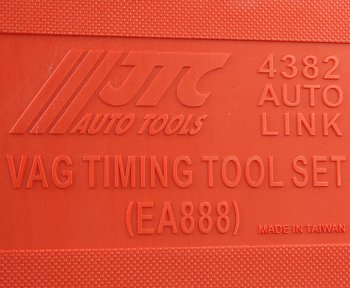 JTC 4382
AUTO
AUTO TOOLS LINK
VAG TIMING TOOL SET
(EA888)
MADE IN TAIWAN